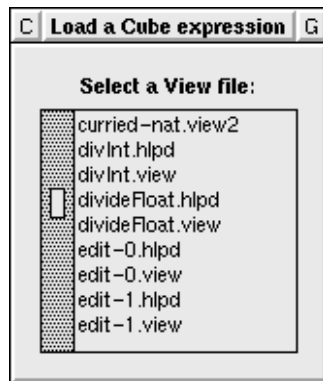 C Load a Cube expression G
Select a View file:
curried-nat.view2
divInt.hlpd
divInt.view
divideFloat.hlpd
divideFloat.view
edit-0.hlpd
edit-0.view
edit-1.hlpd
edit-1.view